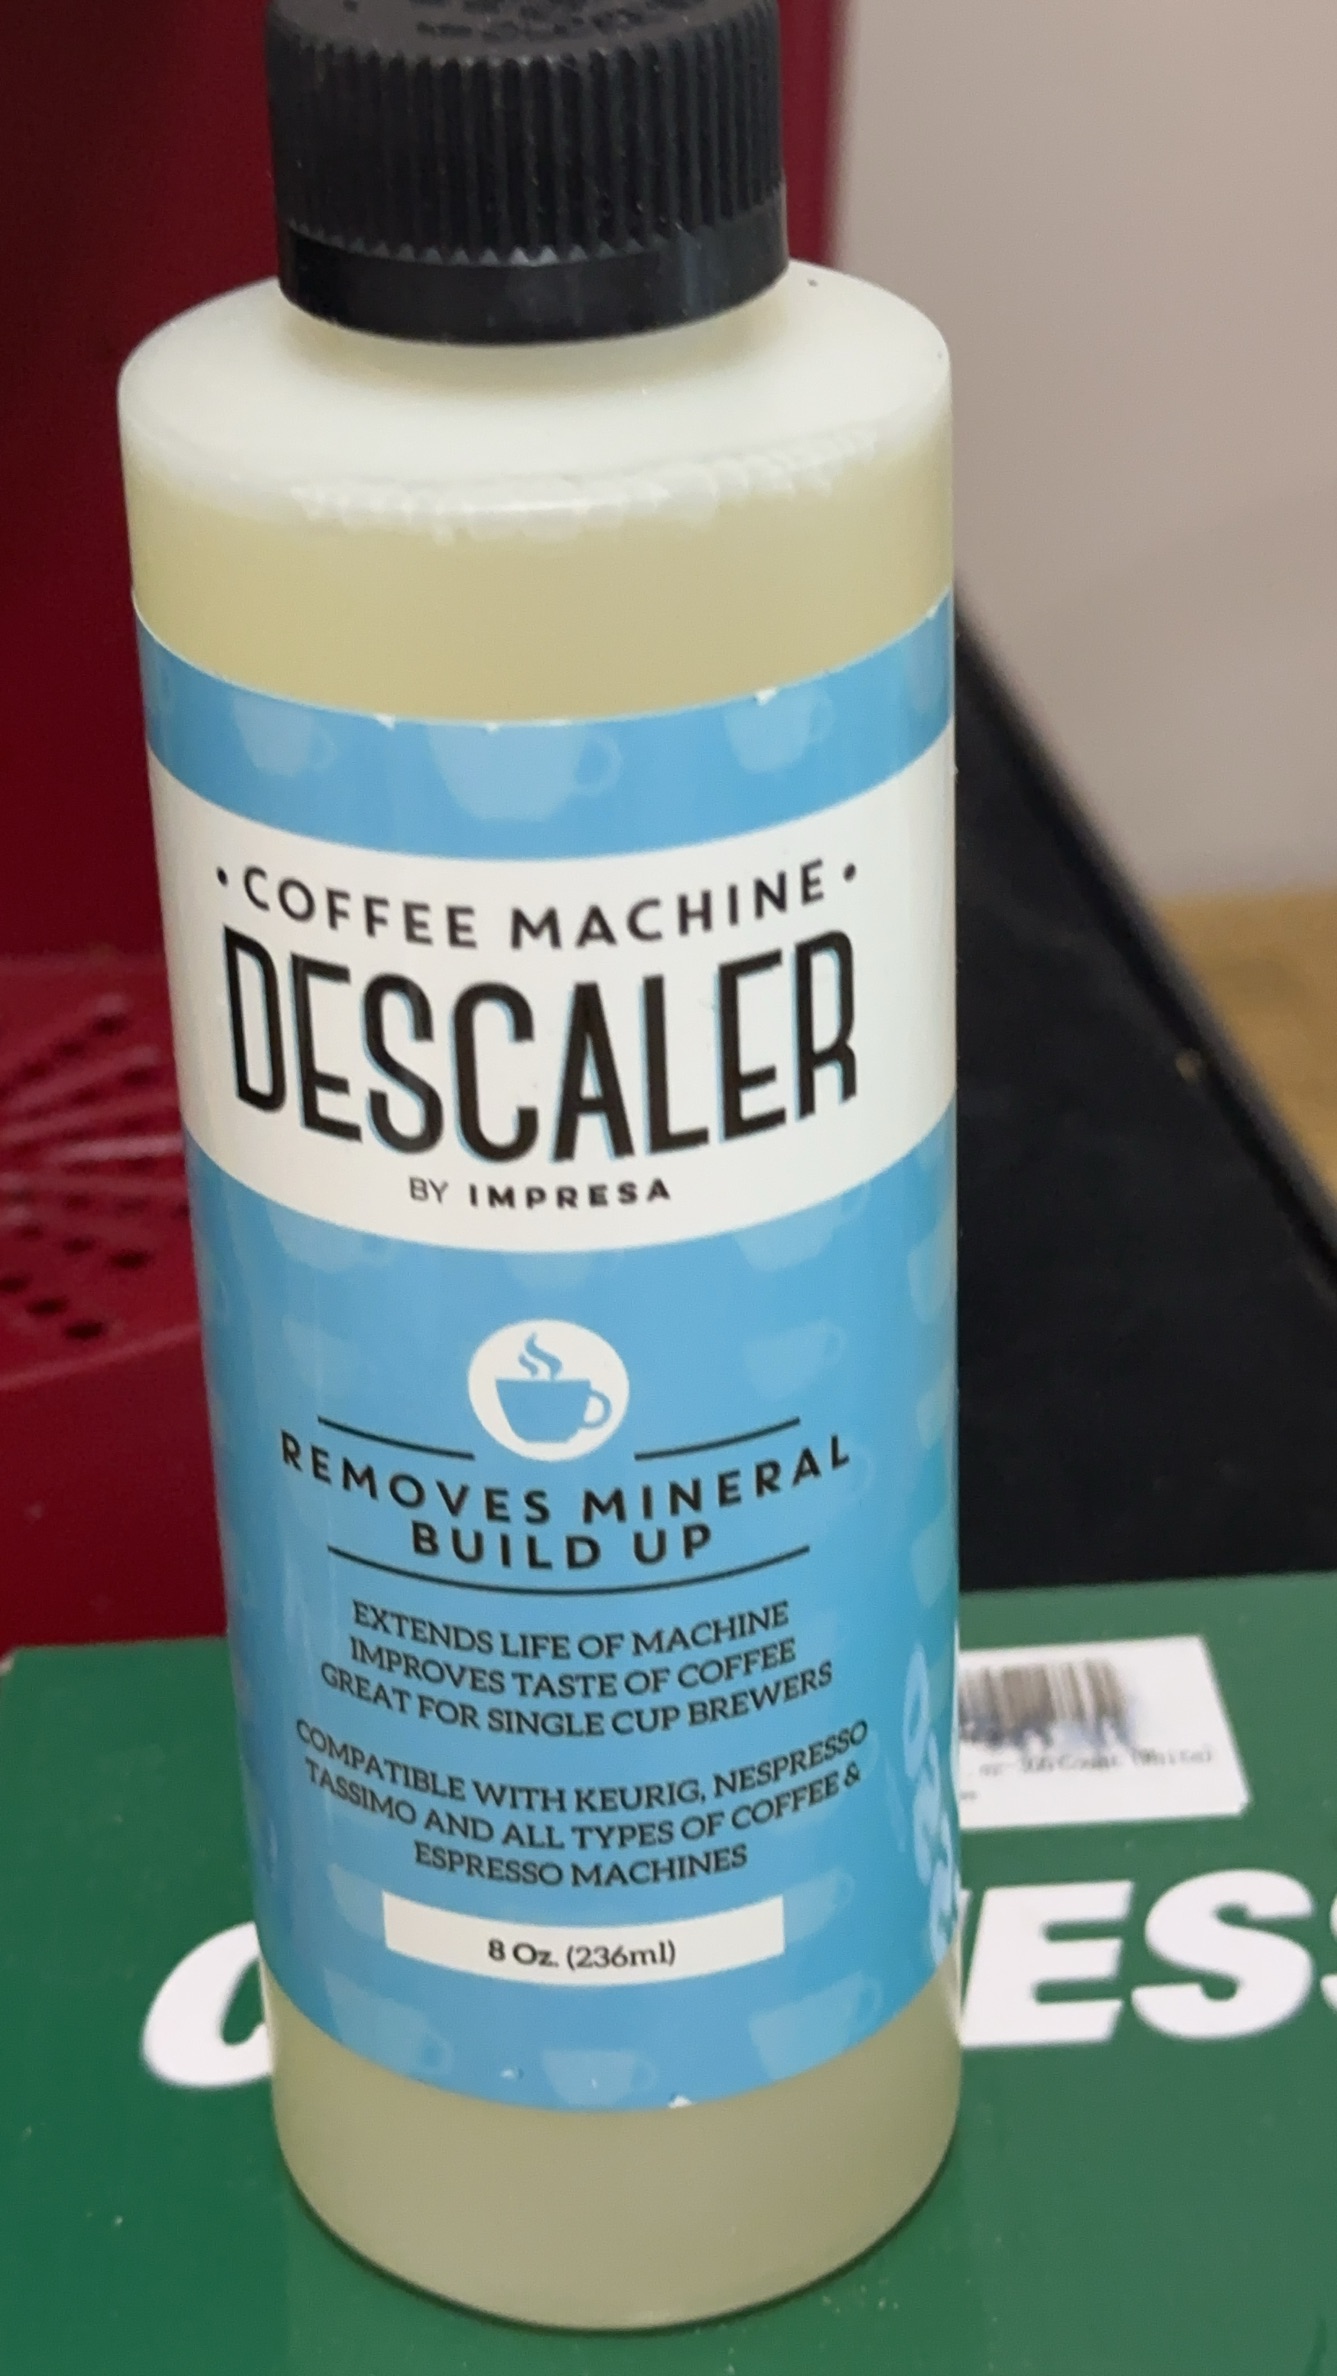 • COFFEE MACHINE •
DESCALER
BY IMPRESA
REMOVES MINERAL
BUILD UP
EXTENDS LIFE OF MACHINE
IMPROVES TASTE OF COFFEE
GREAT FOR SINGLE CUP BREWERS
COMPATIBLE WITH KEURIG, NESPRESSO
TASSIMO AND ALL TYPES OF COFFEE &
ESPRESSO MACHINES
8 Oz. (236ml)